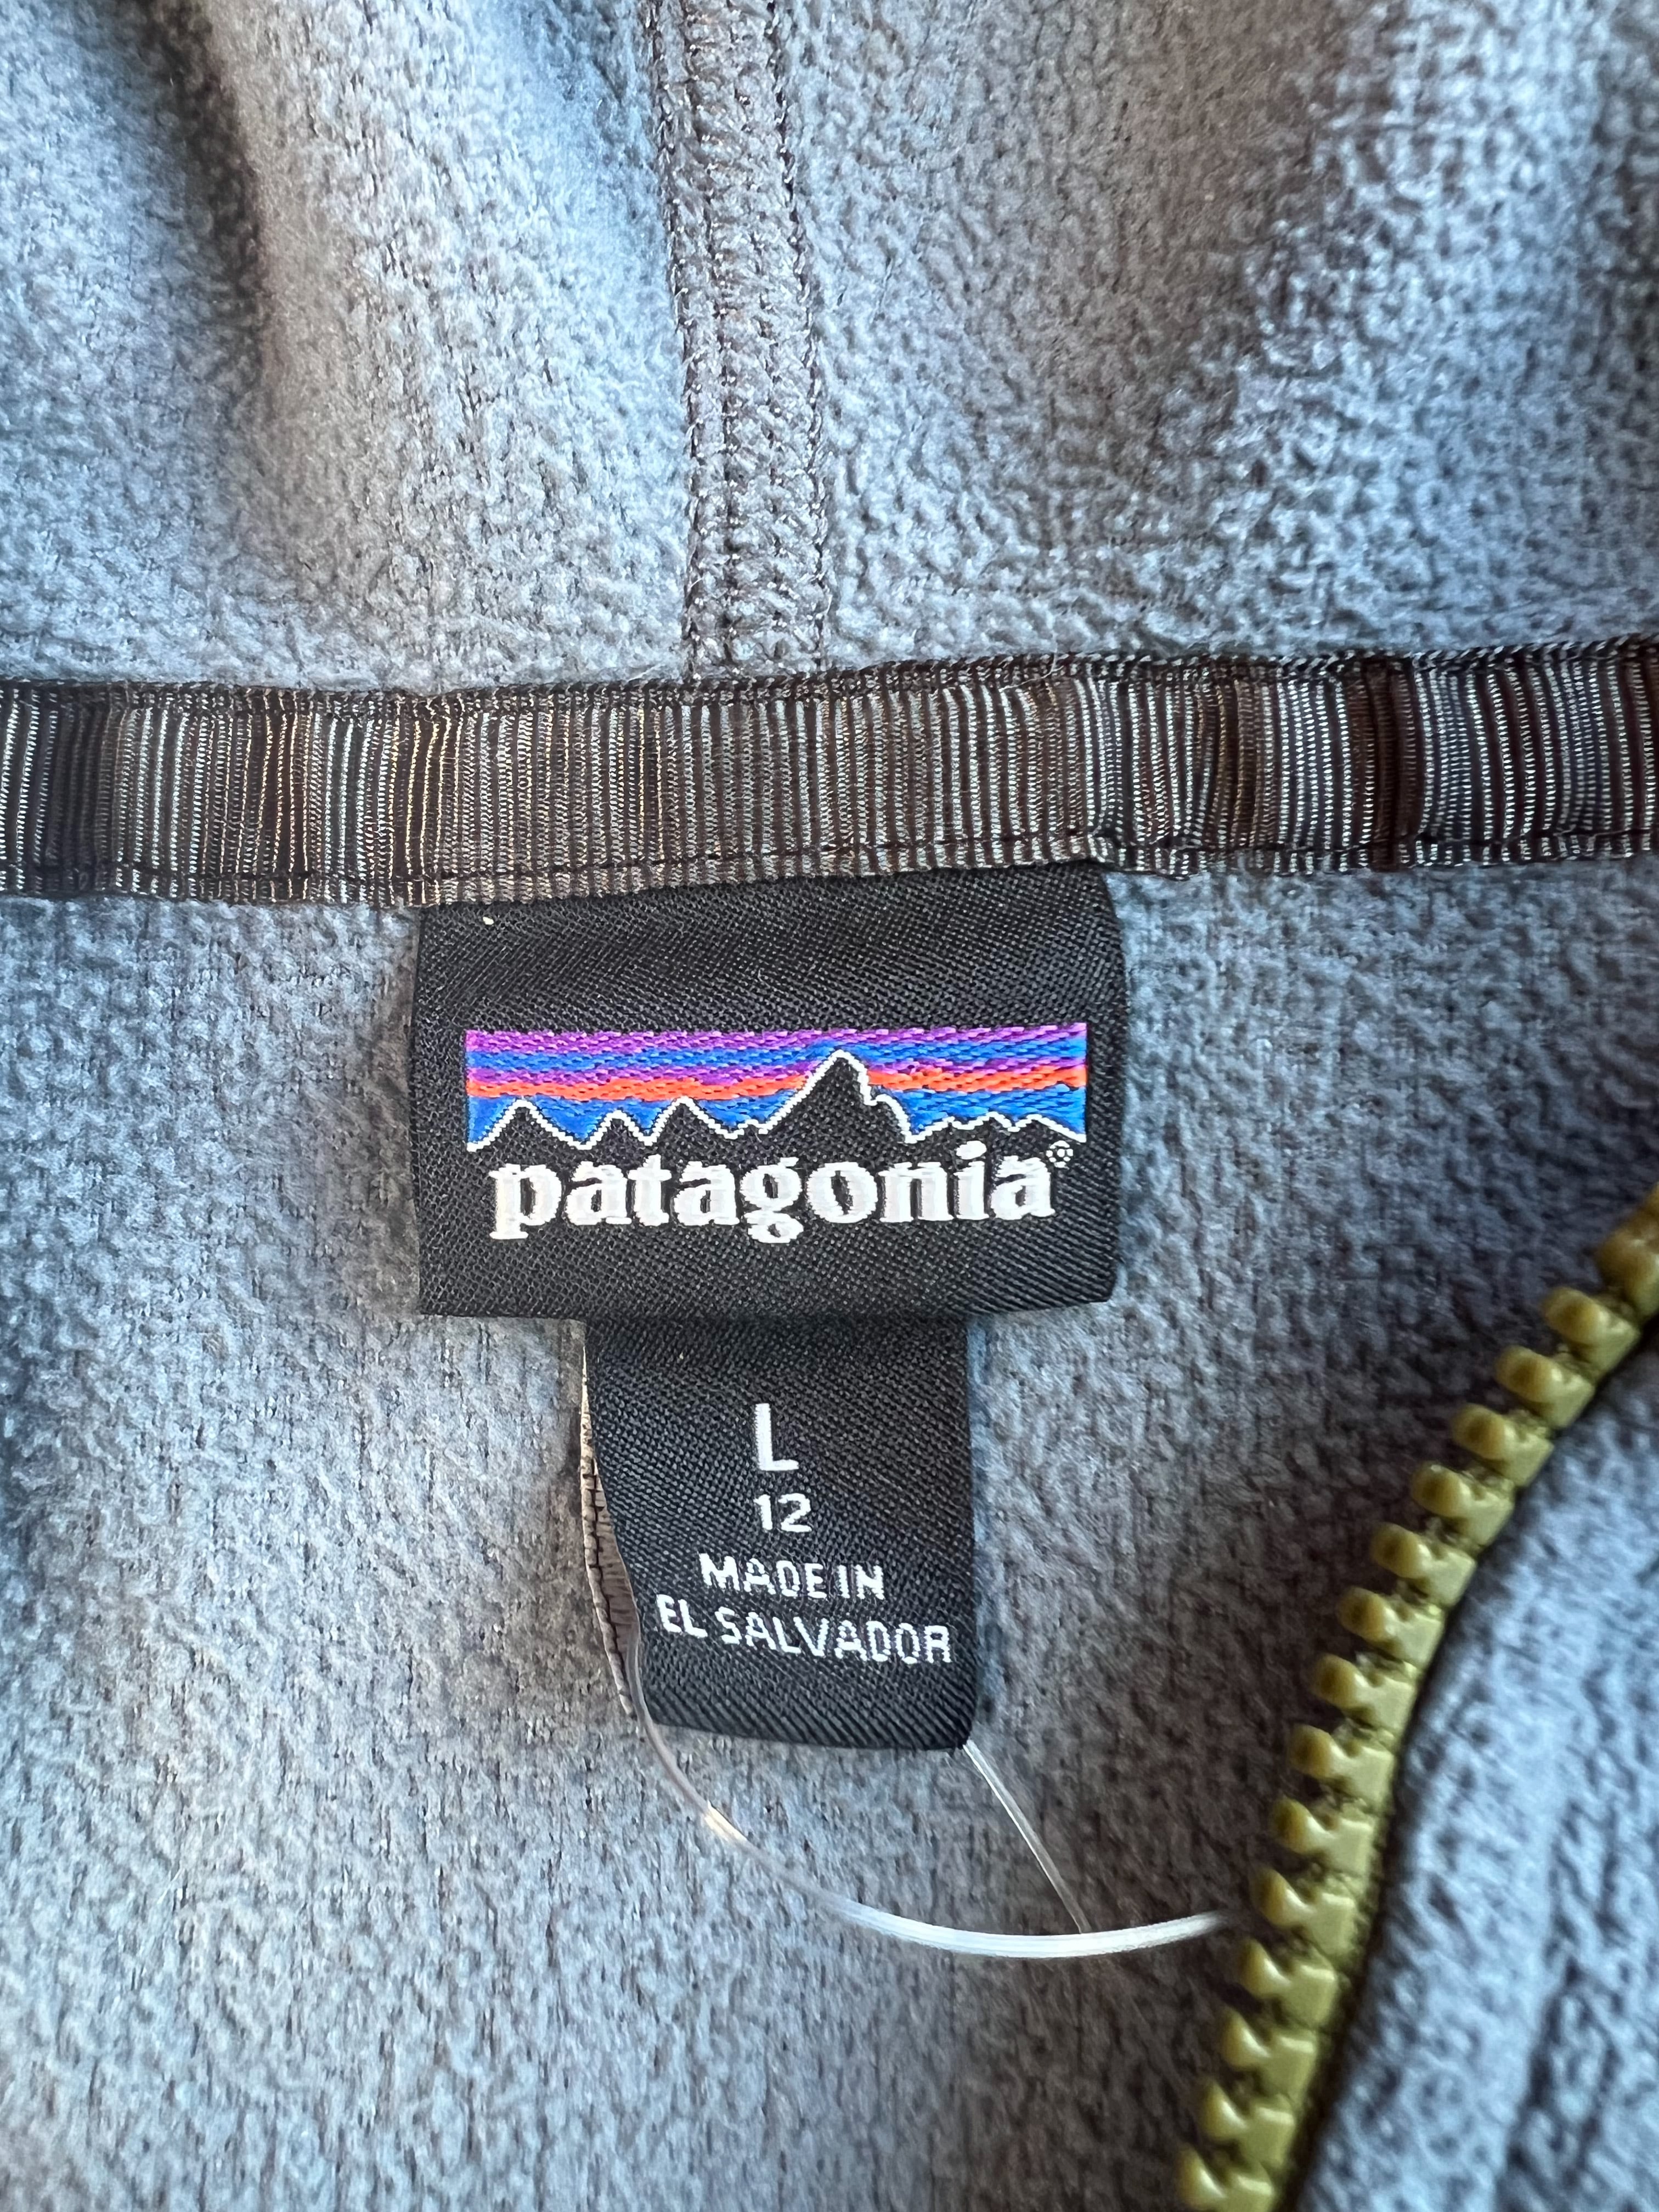 patagonia®
L
12
MADE IN
EL SALVADOR